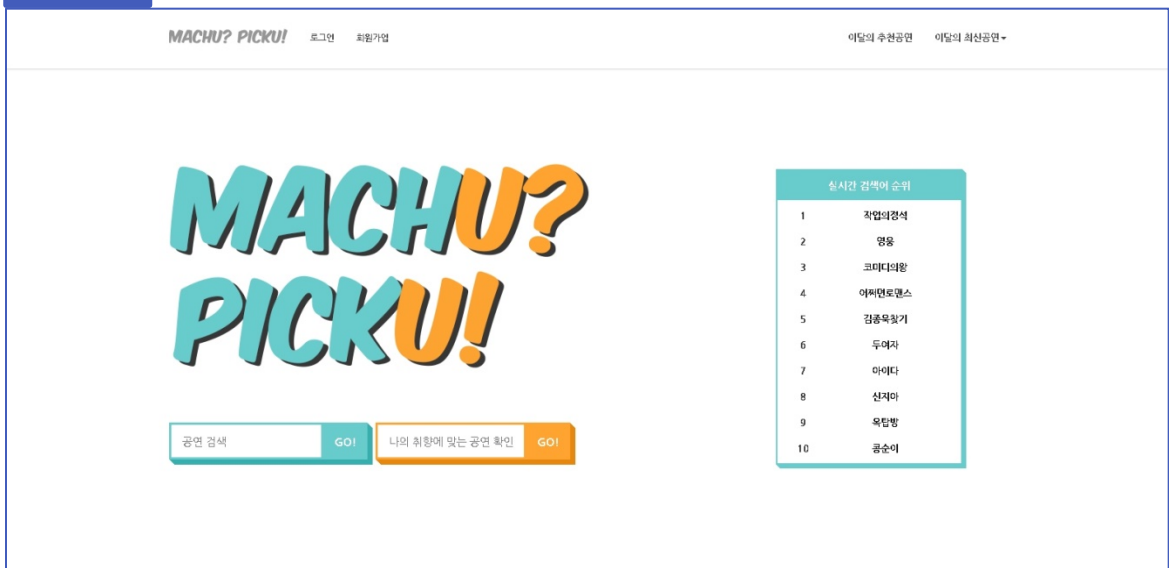 MACHU? PICKU! 로그인 회원가입 이달의 추천공연 이달의 최신공연
MACHU?
PICKU!
공연 검색 GO! 나의 취향에 맞는 공연 확인 GO!
실시간 검색어 순위
1 작업의정석
2 영웅
3 코미디의왕
4 어쩌면로맨스
5 김종욱찾기
6 두여자
7 아이다
8 신지아
9 옥탑방
10 콩순이